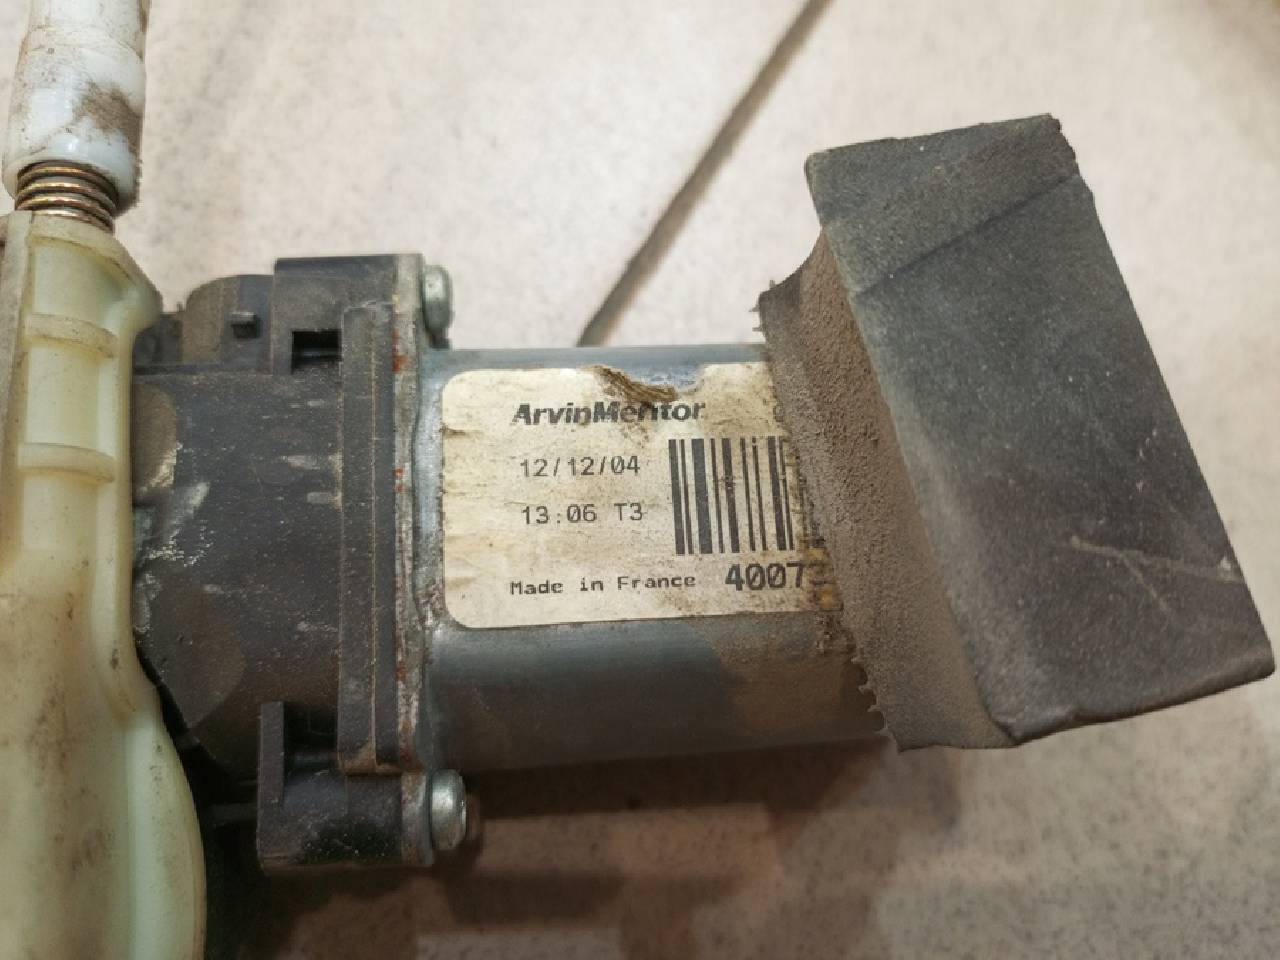 ArvinMeritor
12/12/04
13:06 T3
Made in France 4007